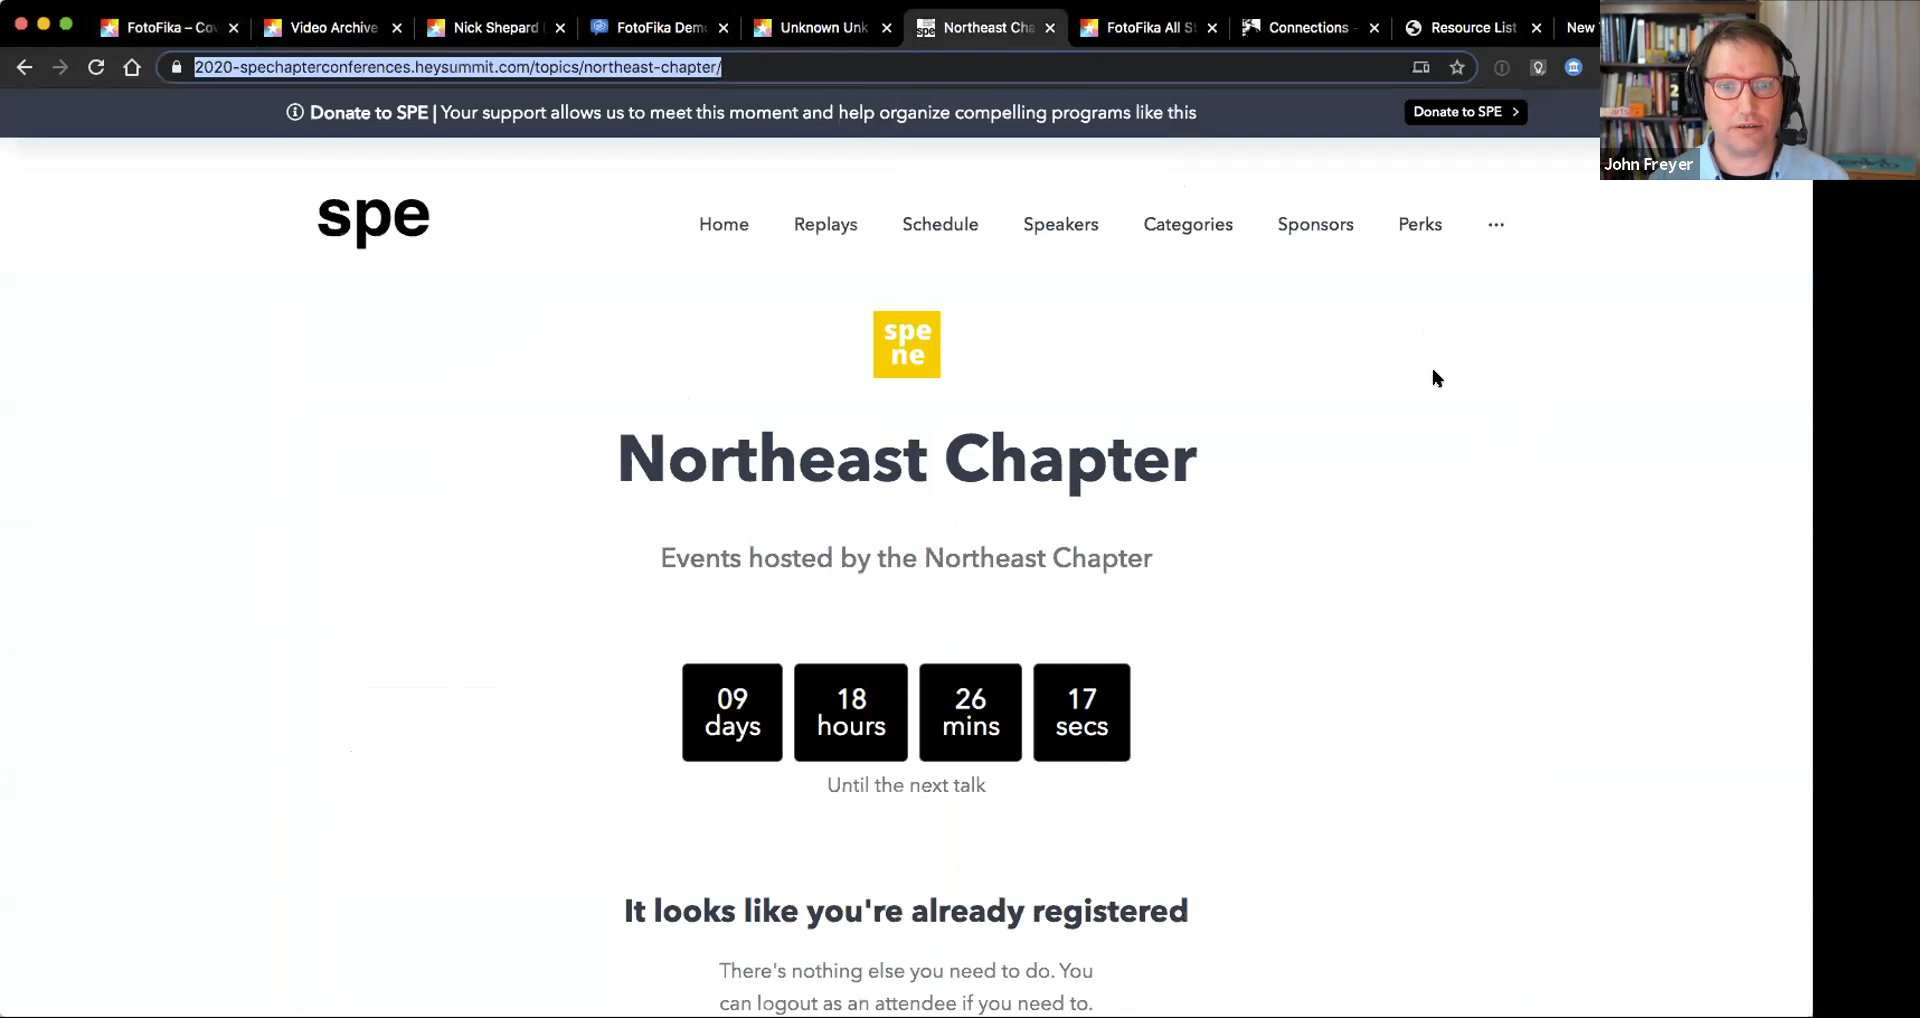 FotoFika – Cov
Video Archive
Nick Shepard
FotoFika Dem
Unknown Unk
spe
Northeast Cha
FotoFika All St
Connections -
Resource List
New
2020-spechapterconferences.heysummit.com/topics/northeast-chapter/
Donate to SPE | Your support allows us to meet this moment and help organize compelling programs like this
Donate to SPE >
John Freyer
spe
Home
Replays
Schedule
Speakers
Categories
Sponsors
Perks
...
spe
ne
Northeast Chapter
Events hosted by the Northeast Chapter
09
days
18
hours
26
mins
17
secs
Until the next talk
It looks like you're already registered
There's nothing else you need to do. You
can logout as an attendee if you need to.